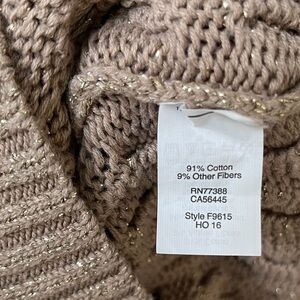 91% Cotton
9% Other Fibers
RN77388
CA56445
Style F9615
HO 16